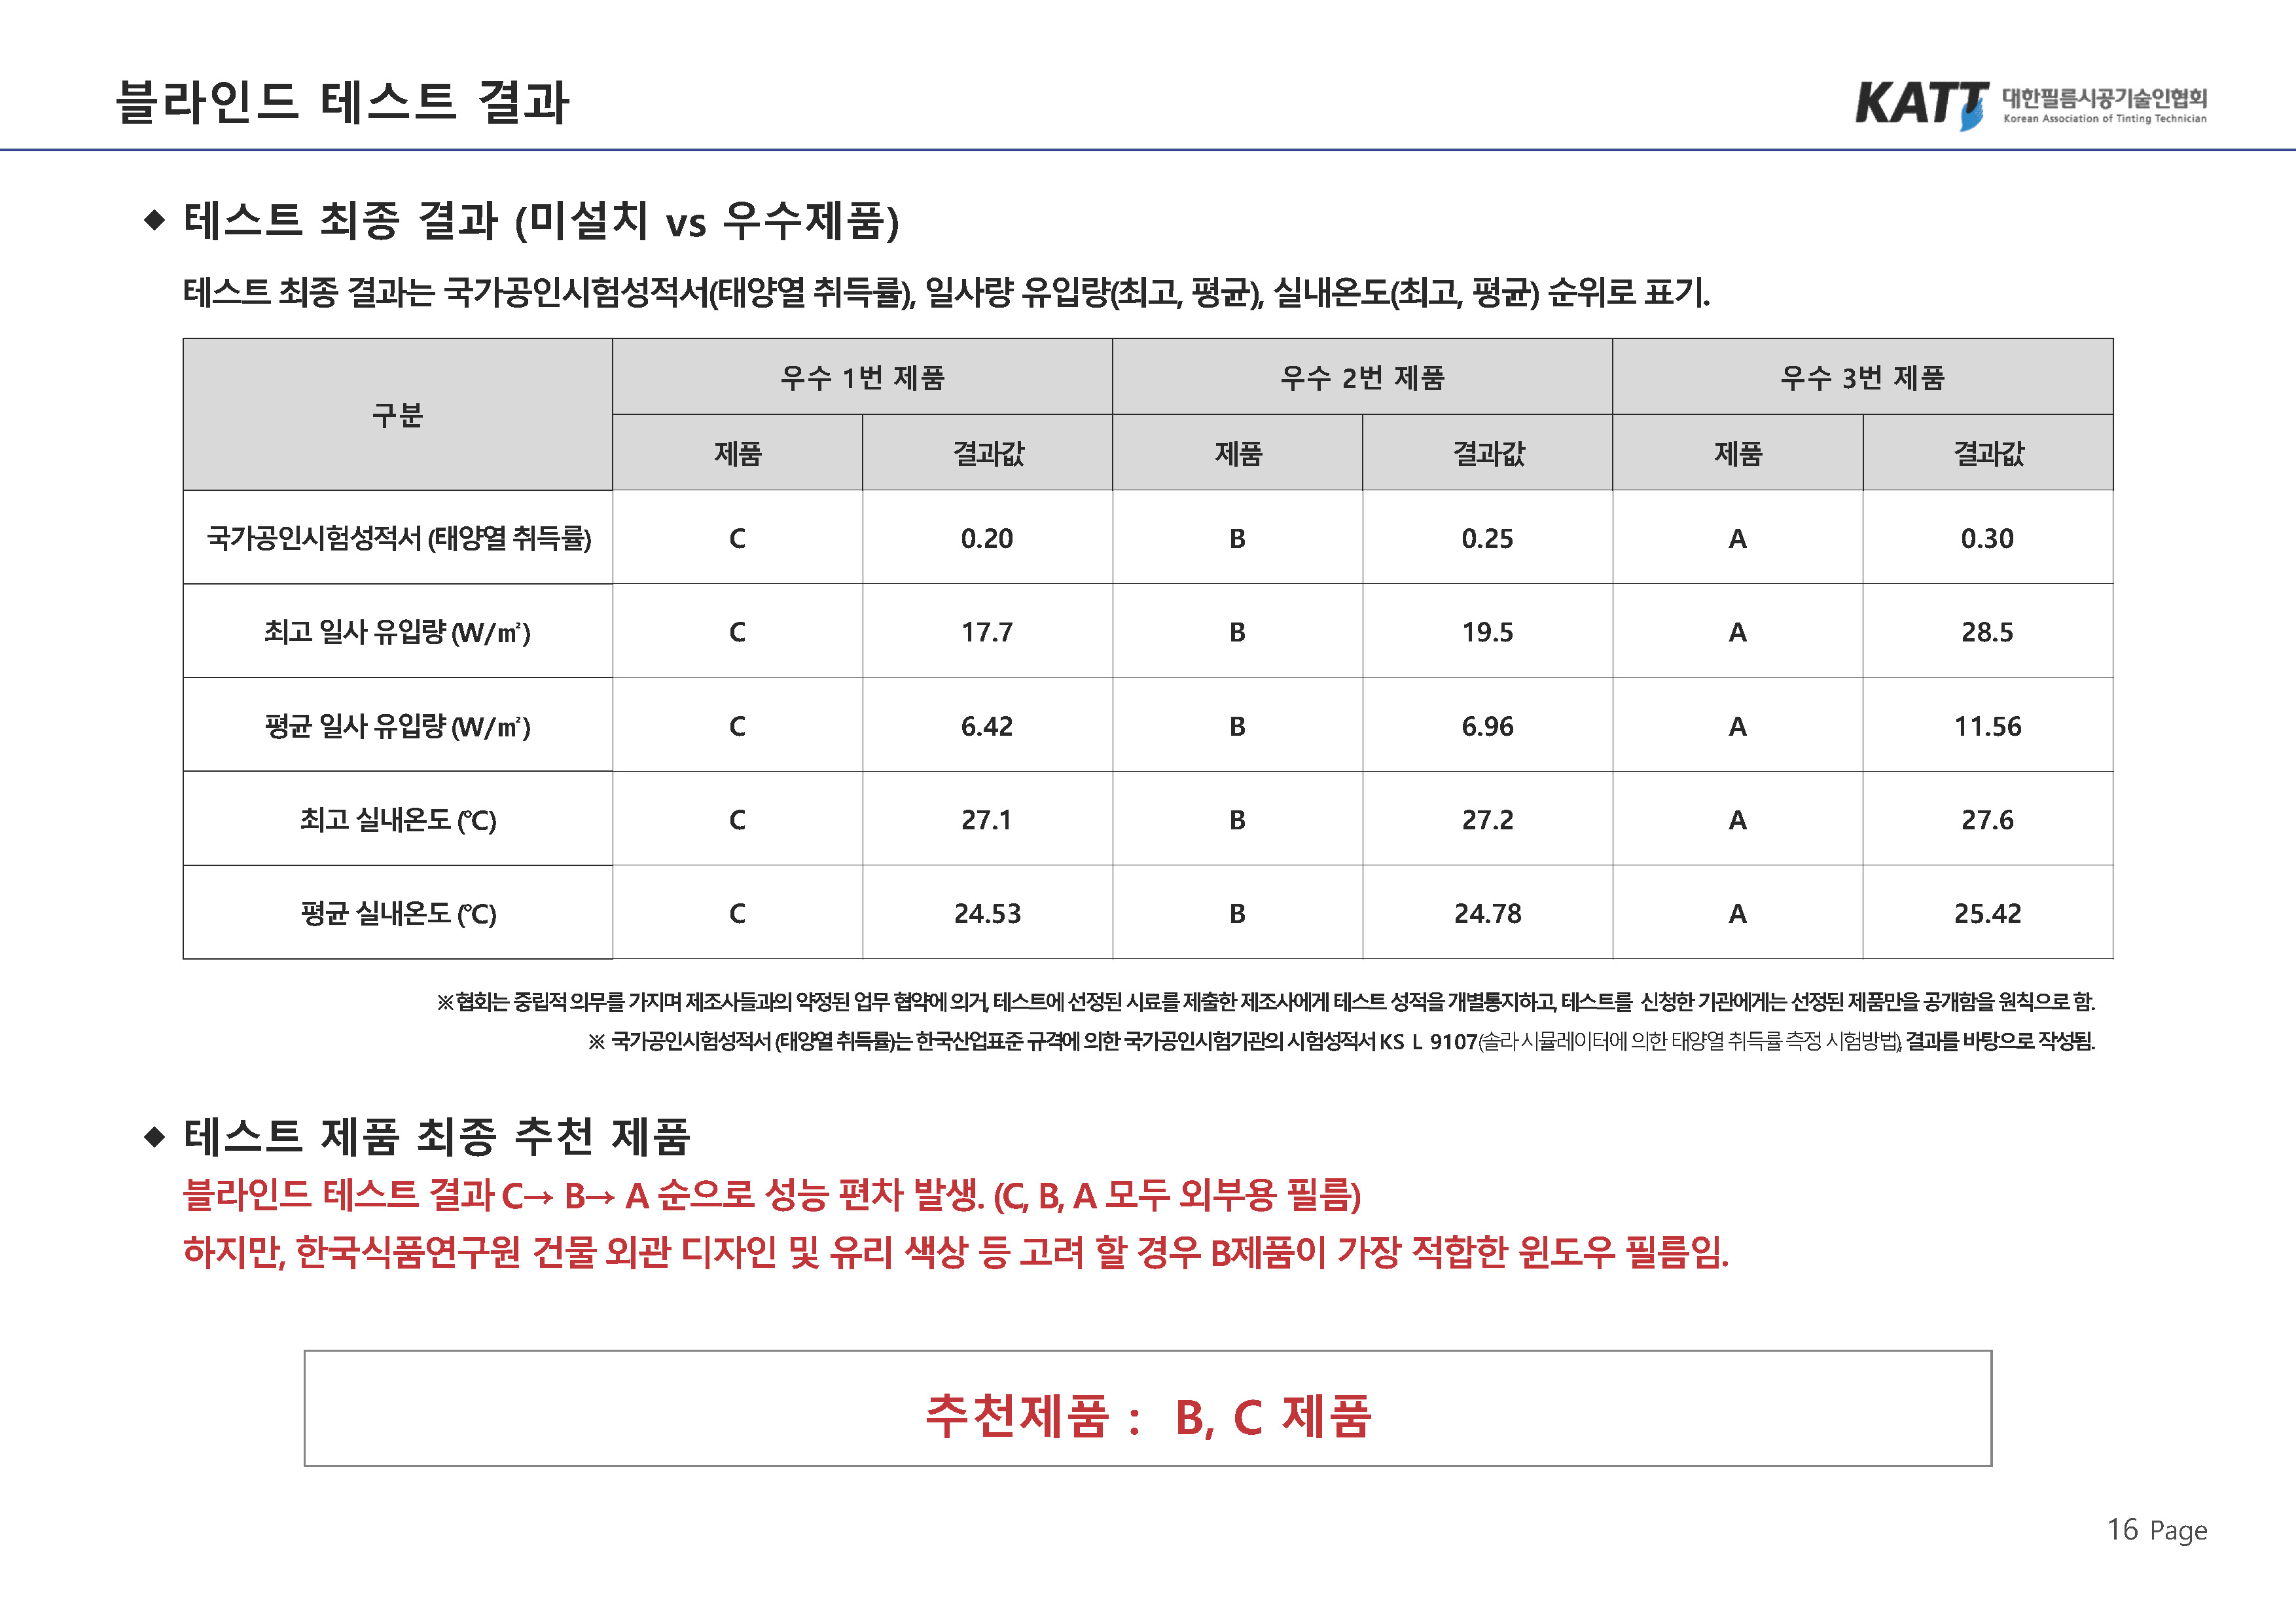 블라인드 테스트 결과
KATT 대한필름시공기술인협회
Korean Association of Tinting Technician
◆ 테스트 최종 결과 (미설치 vs 우수제품)
테스트 최종 결과는 국가공인시험성적서(태양열 취득률), 일사량 유입량(최고, 평균), 실내온도(최고, 평균) 순위로 표기.
구분 우수 1번 제품 우수 2번 제품 우수 3번 제품
제품 결과값 제품 결과값 제품 결과값
국가공인시험성적서 (태양열 취득률) C 0.20 B 0.25 A 0.30
최고 일사 유입량 (W/㎡) C 17.7 B 19.5 A 28.5
평균 일사 유입량 (W/㎡) C 6.42 B 6.96 A 11.56
최고 실내온도 (℃) C 27.1 B 27.2 A 27.6
평균 실내온도 (℃) C 24.53 B 24.78 A 25.42
※ 협회는 중립적 의무를 가지며 제조사들과의 약정된 업무 협약에 의거, 테스트에 선정된 시료를 제출한 제조사에게 테스트 성적을 개별통지하고, 테스트를 신청한 기관에게는 선정된 제품만을 공개함을 원칙으로 함.
※ 국가공인시험성적서 (태양열 취득률)는 한국산업표준 규격에 의한 국가공인시험기관의 시험성적서 KS L 9107(솔라 시뮬레이터에 의한 태양열 취득률 측정 시험방법), 결과를 바탕으로 작성됨.
◆ 테스트 제품 최종 추천 제품
블라인드 테스트 결과 C→ B→ A 순으로 성능 편차 발생. (C, B, A 모두 외부용 필름)
하지만, 한국식품연구원 건물 외관 디자인 및 유리 색상 등 고려 할 경우 B제품이 가장 적합한 윈도우 필름임.
추천제품 : B, C 제품
16 Page